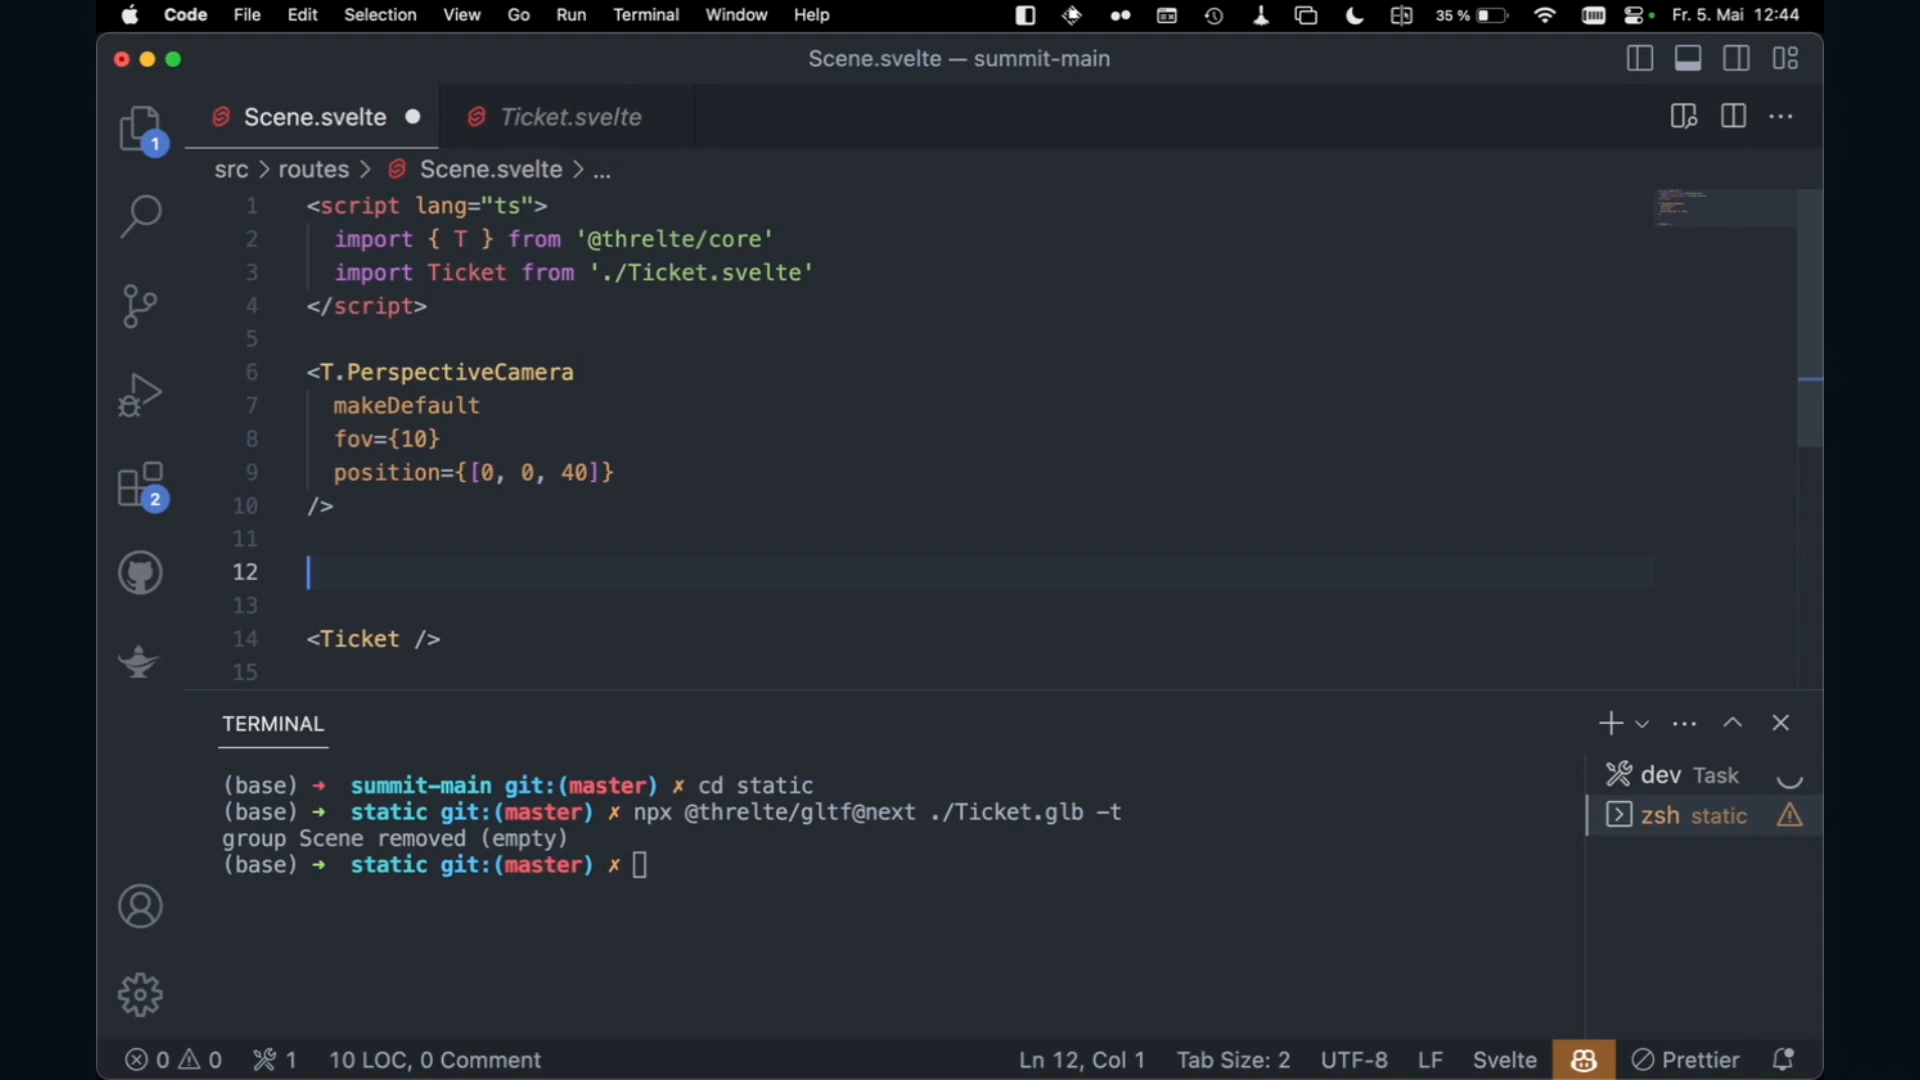 Code File Edit Selection View Go Run Terminal Window Help 35 % Fr. 5. Mai 12:44
Scene.svelte — summit-main
1 Scene.svelte Ticket.svelte
src > routes > Scene.svelte > ...
1 <script lang="ts">
2 import { T } from '@threlte/core'
3 import Ticket from './Ticket.svelte'
4 </script>
5
6 <T.PerspectiveCamera
7 makeDefault
8 fov={10}
9 position={[0, 0, 40]}
2
10 />
11
12
13
14 <Ticket />
15
TERMINAL
(base) ➜ summit-main git:(master) ✗ cd static
(base) ➜ static git:(master) ✗ npx @threlte/gltf@next ./Ticket.glb -t
group Scene removed (empty)
(base) ➜ static git:(master) ✗
dev Task
zsh static
0 0 1 10 LOC, 0 Comment Ln 12, Col 1 Tab Size: 2 UTF-8 LF Svelte Prettier